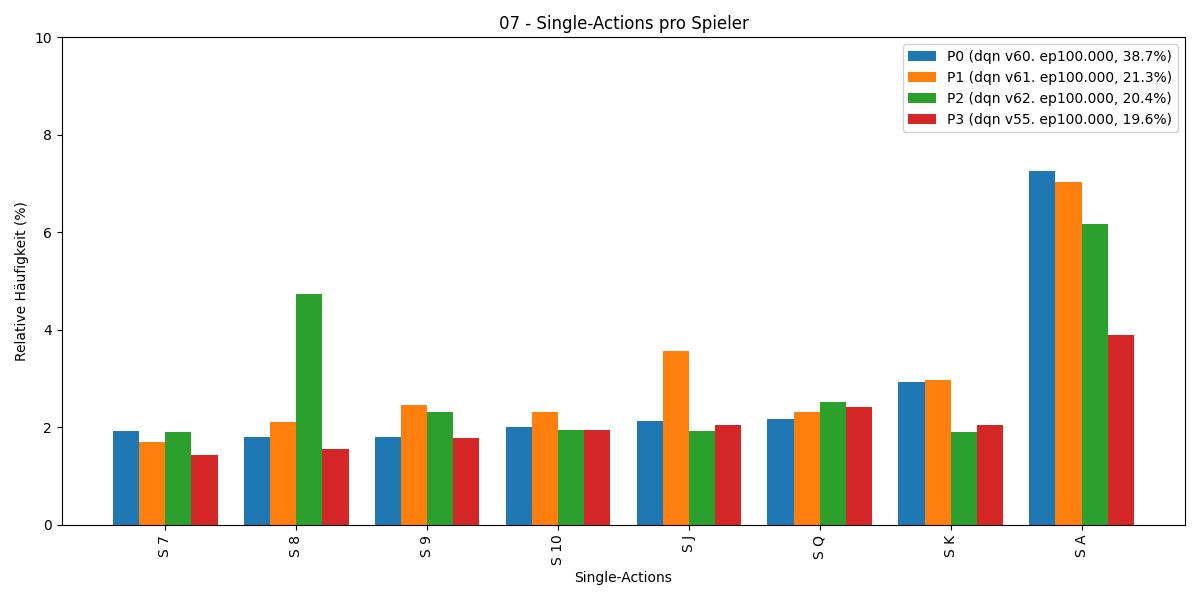 07 - Single-Actions pro Spieler
P0 (dqn v60. ep100.000, 38.7%)
P1 (dqn v61. ep100.000, 21.3%)
P2 (dqn v62. ep100.000, 20.4%)
P3 (dqn v55. ep100.000, 19.6%)
Relative Häufigkeit (%)
10
8
6
4
2
0
S 7
S 8
S 9
S 10
S J
S Q
S K
S A
Single-Actions